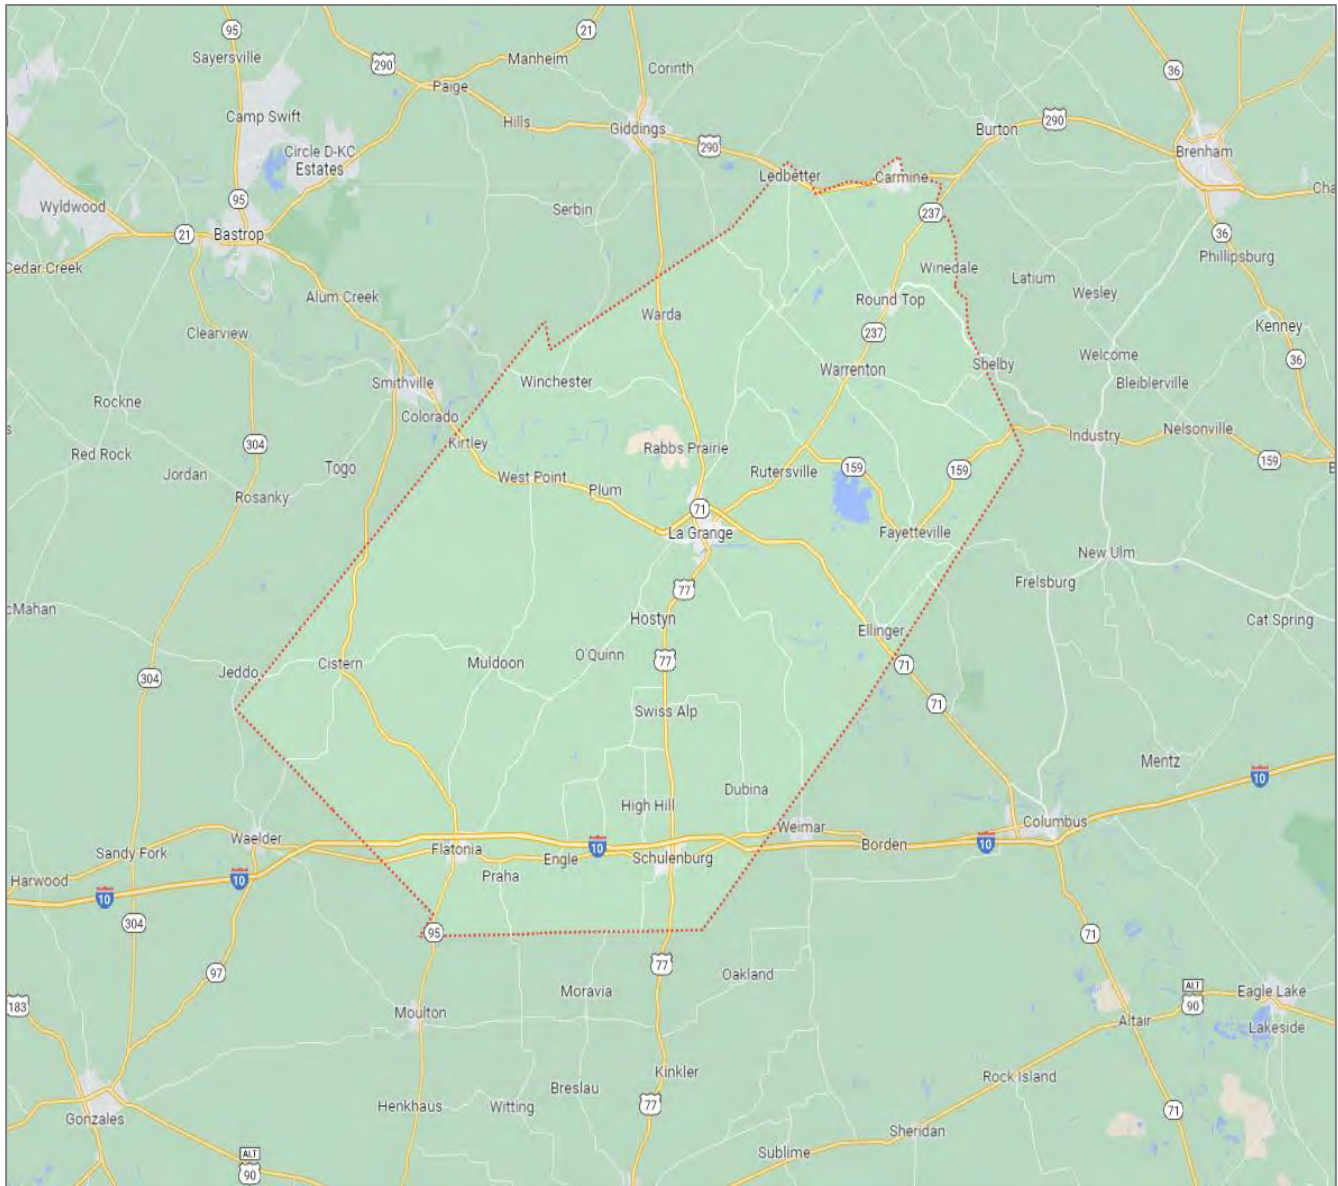 95
21
Sayersville
290
Manheim
Corinth
36
Paige
Camp Swift
Hills
Giddings
290
Burton
290
Brenham
Circle D-KC
Estates
Ledbetter
Carmine
95
Wyldwood
Serbin
237
21
Bastrop
36
Cedar Creek
Winedale
Latium
Phillipsburg
Alum Creek
Round Top
Wesley
Warda
Clearview
237
Kenney
Smithville
Winchester
Warrenton
Shelby
Welcome
36
Bleiblerville
Rockne
Colorado
304
Kirtley
Rabbs Prairie
Industry
Nelsonville
Red Rock
Jordan
Togo
West Point
Plum
Rutersville
159
159
159
Rosanky
71
La Grange
Fayetteville
New Ulm
77
Frelsburg
Hostyn
Ellinger
Cat Spring
Jeddo
Cistern
Muldoon
O'Quinn
77
71
304
Swiss Alp
71
Mentz
10
Dubina
High Hill
Weimar
Columbus
Waelder
Sandy Fork
Flatonia
Engle
10
Schulenburg
Borden
10
Harwood
10
10
Praha
304
95
71
97
77
Oakland
Moravia
ALT
90
Eagle Lake
183
Moulton
Altair
Lakeside
Kinkler
Rock Island
Breslau
Henkhaus
Witting
77
71
Gonzales
Sheridan
ALT
90
Sublime